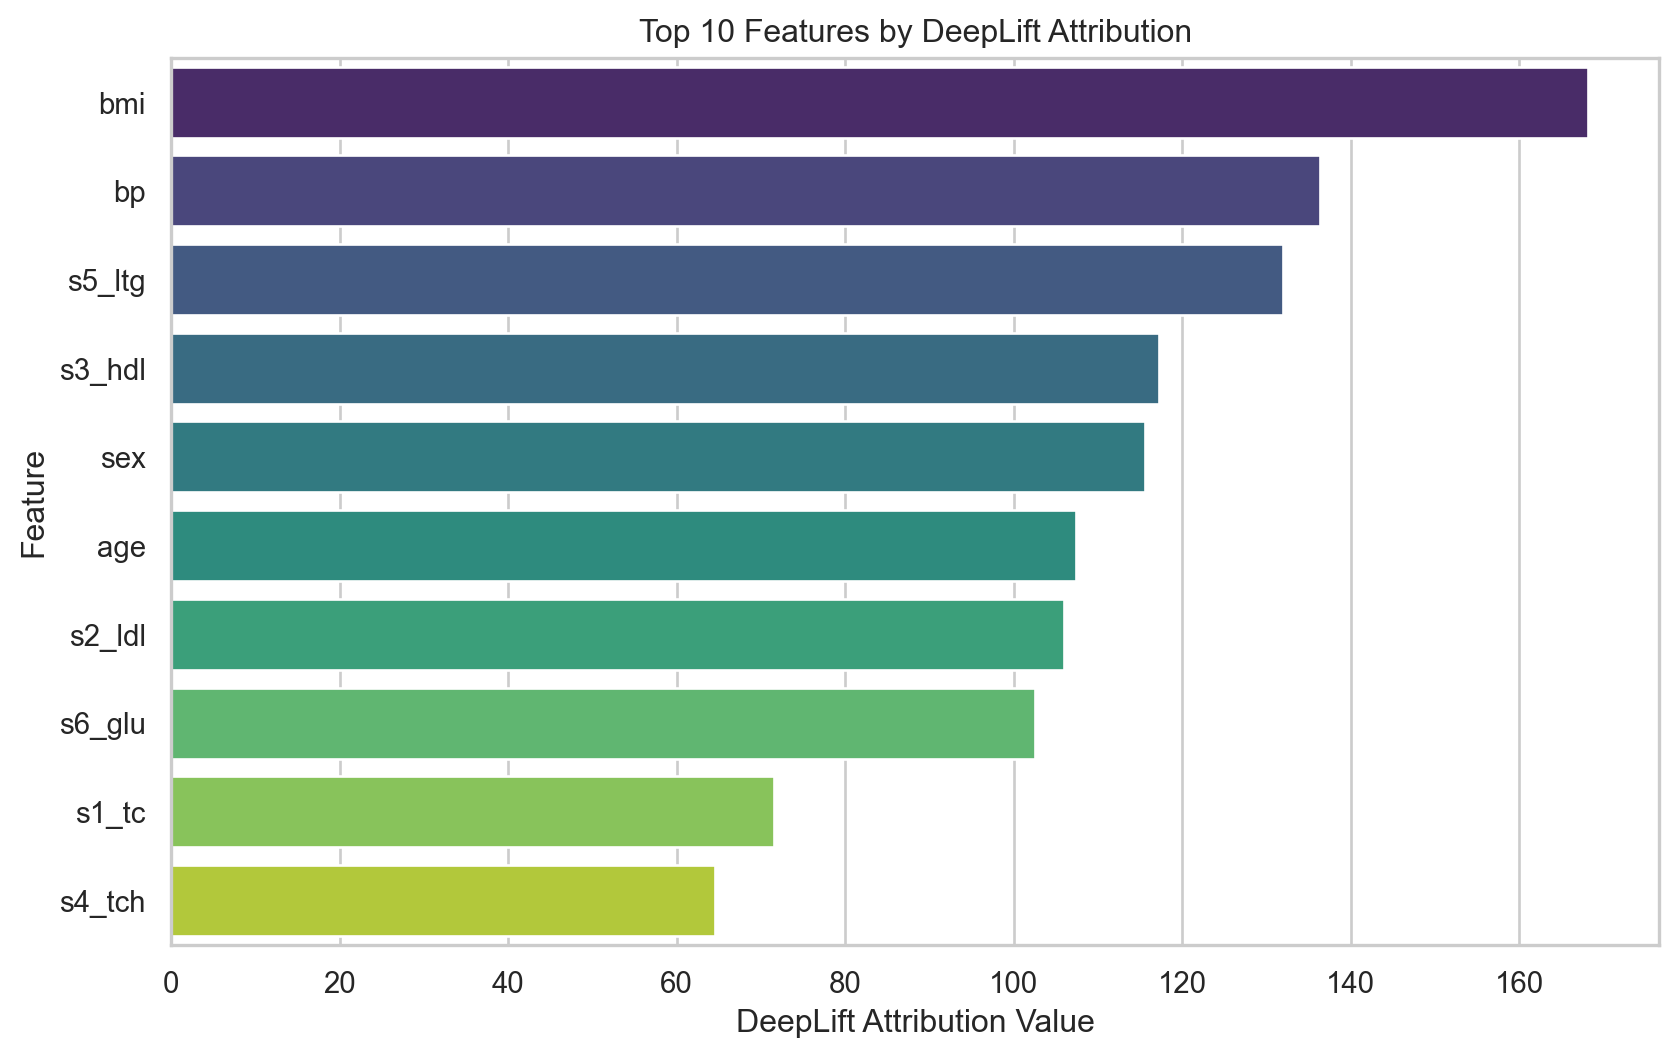 Top 10 Features by DeepLift Attribution
bmi
bp
s5_ltg
s3_hdl
sex
age
s2_ldl
s6_glu
s1_tc
s4_tch
Feature
0 20 40 60 80 100 120 140 160
DeepLift Attribution Value